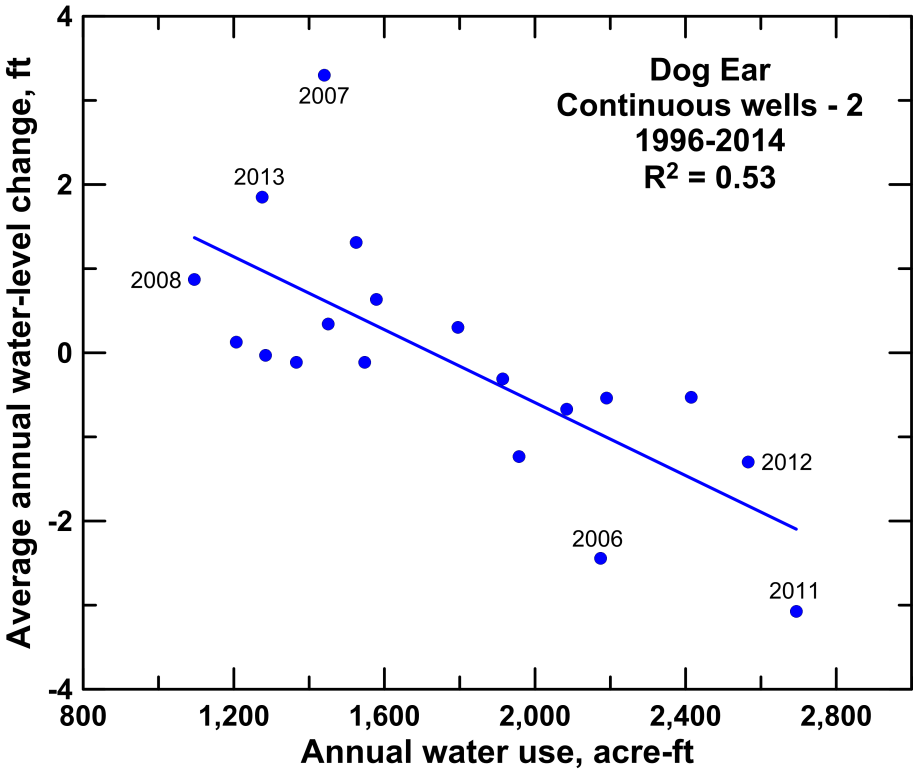 Dog Ear
Continuous wells - 2
1996-2014
R² = 0.53
2007
2013
2008
2012
2006
2011
4
2
0
-2
-4
Average annual water-level change, ft
800 1,200 1,600 2,000 2,400 2,800
Annual water use, acre-ft